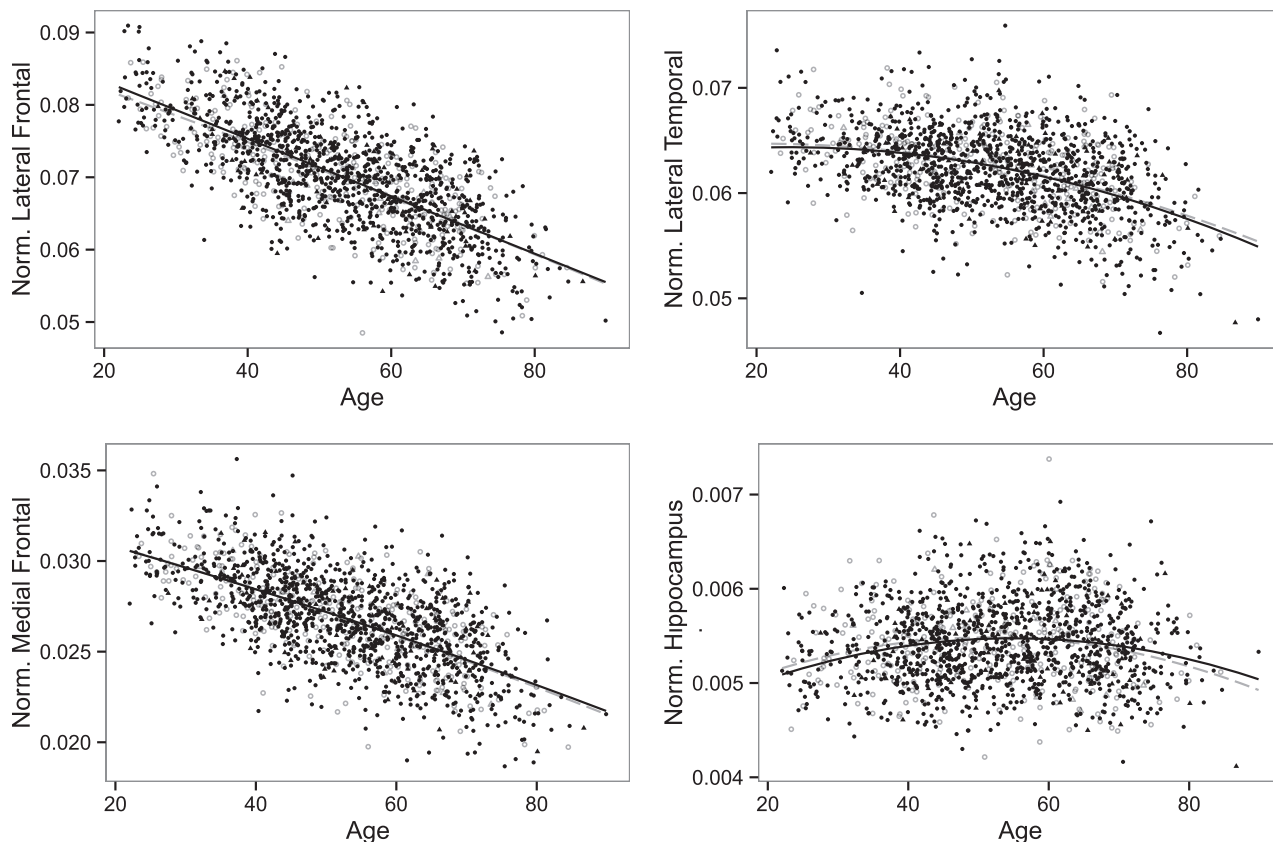 Norm. Lateral Frontal
0.09
0.08
0.07
0.06
0.05
20 40 60 80
Age
Norm. Lateral Temporal
0.07
0.06
0.05
20 40 60 80
Age
Norm. Medial Frontal
0.035
0.030
0.025
0.020
20 40 60 80
Age
Norm. Hippocampus
0.007
0.006
0.005
0.004
20 40 60 80
Age